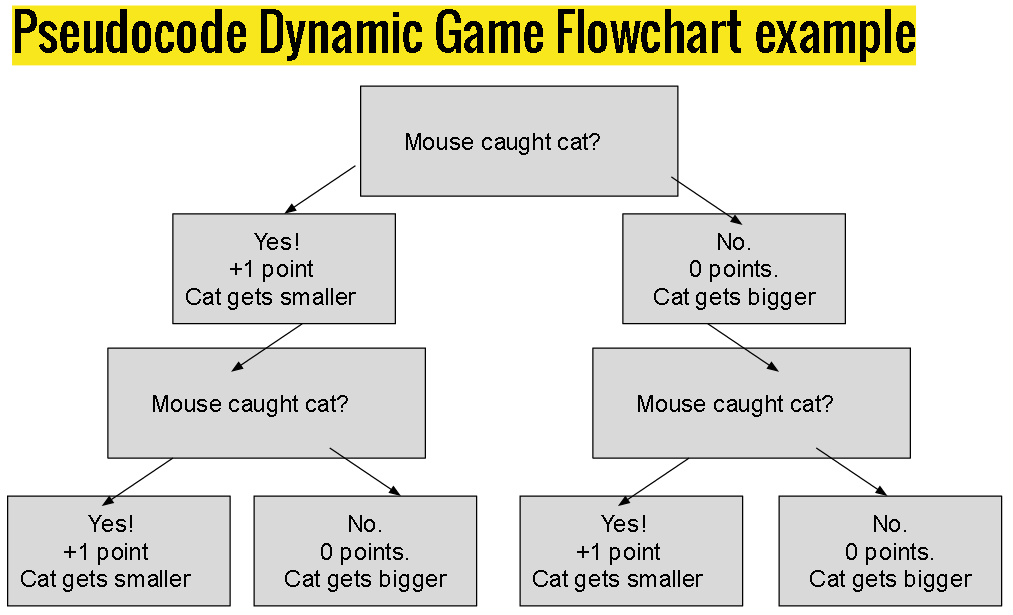 Pseudocode Dynamic Game Flowchart example
Mouse caught cat?
Yes!
+1 point
Cat gets smaller
No.
0 points.
Cat gets bigger
Mouse caught cat?
Mouse caught cat?
Yes!
+1 point
Cat gets smaller
No.
0 points.
Cat gets bigger
Yes!
+1 point
Cat gets smaller
No.
0 points.
Cat gets bigger